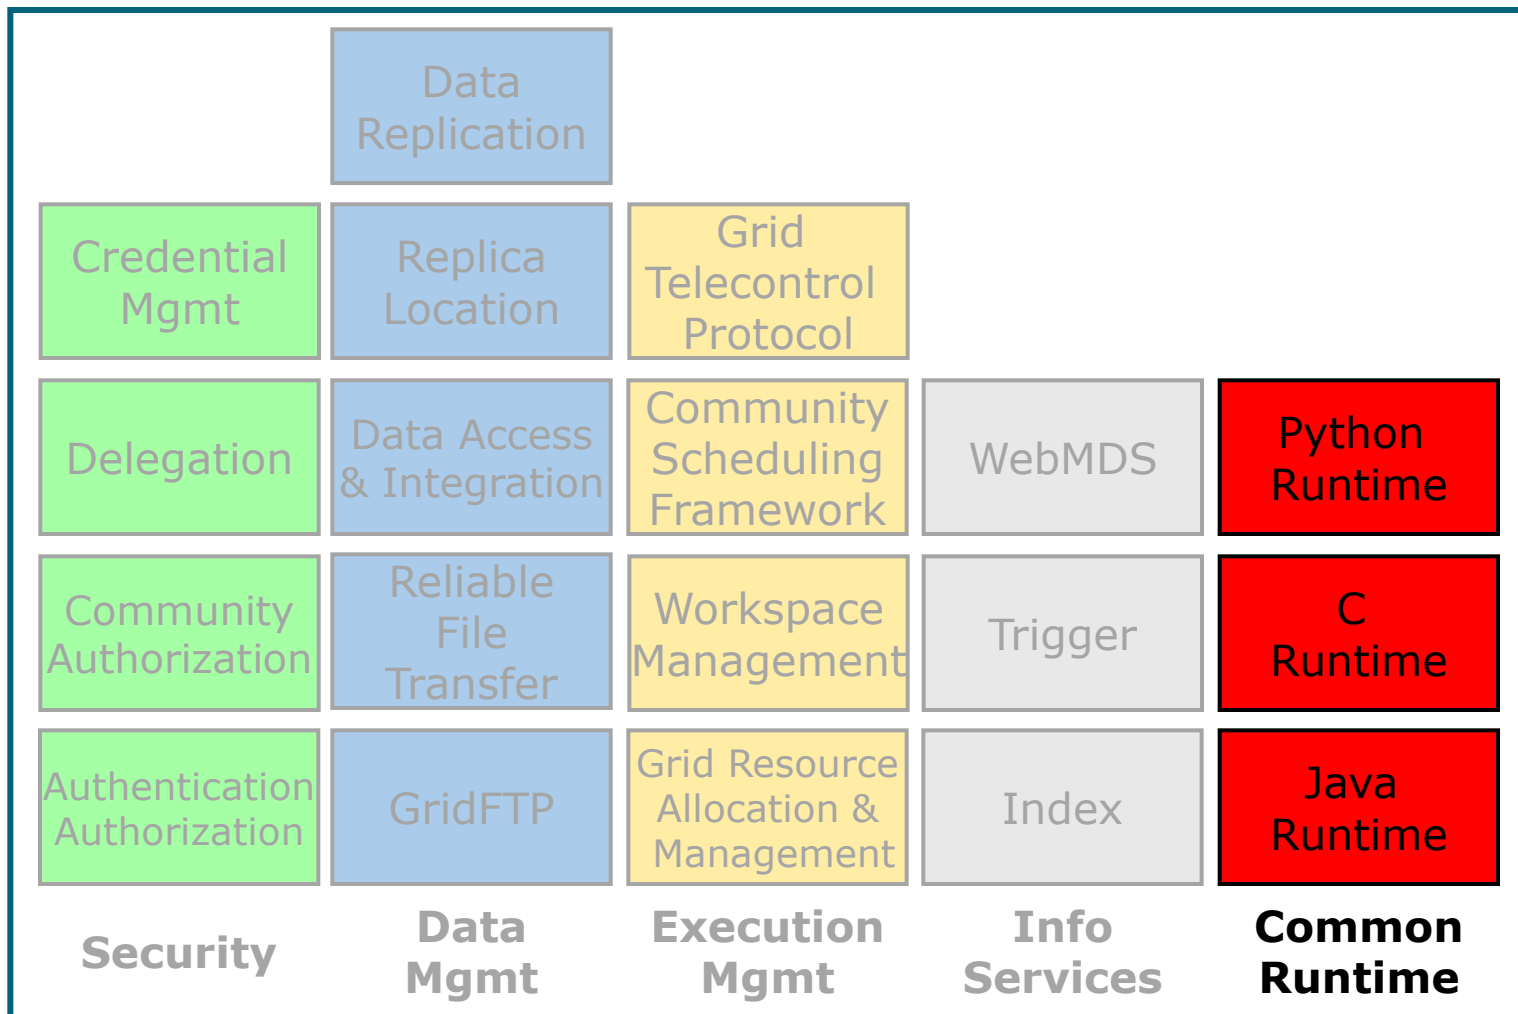 Data
Replication
Credential
Mgmt
Replica
Location
Grid
Telecontrol
Protocol
Delegation
Data Access
& Integration
Community
Scheduling
Framework
WebMDS
Python
Runtime
Community
Authorization
Reliable
File
Transfer
Workspace
Management
Trigger
C
Runtime
Authentication
Authorization
GridFTP
Grid Resource
Allocation &
Management
Index
Java
Runtime
Security
Data
Mgmt
Execution
Mgmt
Info
Services
Common
Runtime